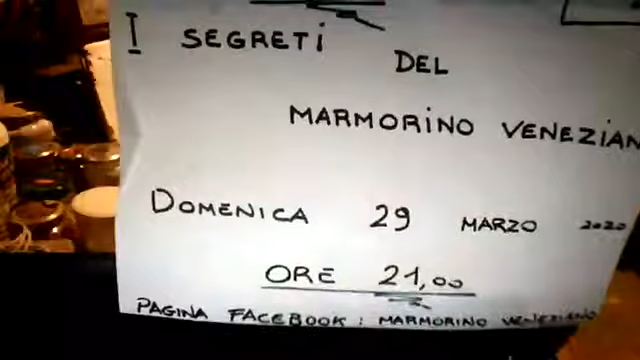 I SEGRETI
DEL
MARMORINO VENEZIAN
DOMENICA 29 MARZO 2020
ORE 21,00
PAGINA FACEBOOK : MARMORINO VENEZIANO